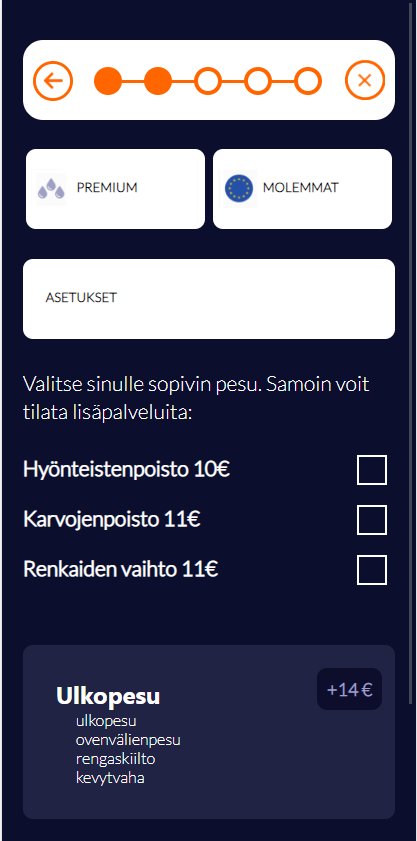 PREMIUM
MOLEMMAT
ASETUKSET
Valitse sinulle sopivin pesu. Samoin voit
tilata lisäpalveluita:
Hyönteistenpoisto 10€
Karvojenpoisto 11€
Renkaiden vaihto 11€
+14 €
Ulkopesu
ulkopesu
ovenvälienpesu
rengaskiilto
kevytvaha